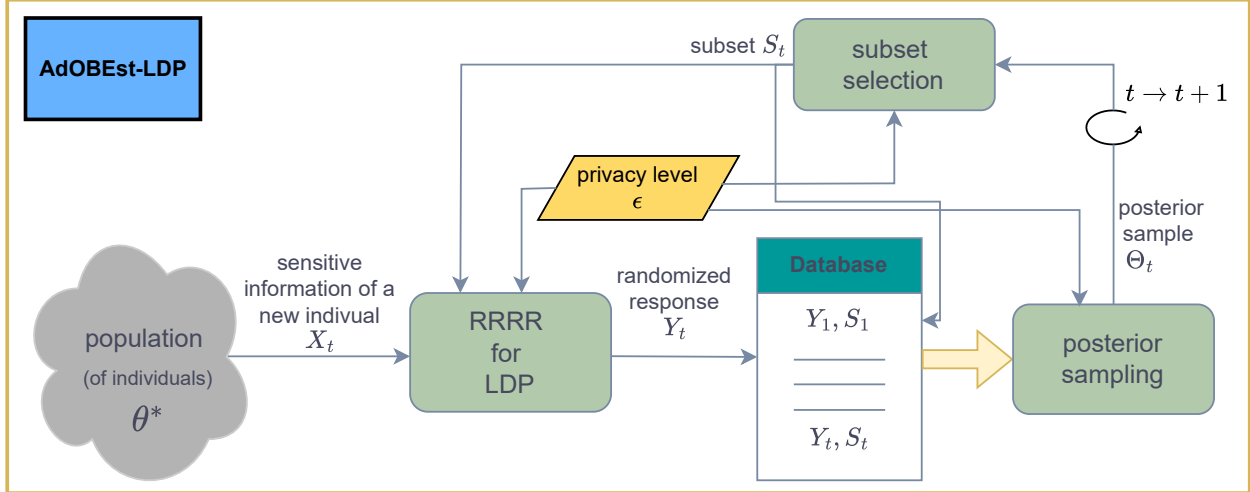 AdOBEst-LDP
subset $S_t$
subset
selection
$t \to t + 1$
privacy level
$\epsilon$
posterior
sample
$\Theta_t$
sensitive
information of a
new indivual
$X_t$
randomized
response
$Y_t$
Database
$Y_1, S_1$
$Y_t, S_t$
population
(of individuals)
$\theta^*$
RRRR
for
LDP
posterior
sampling